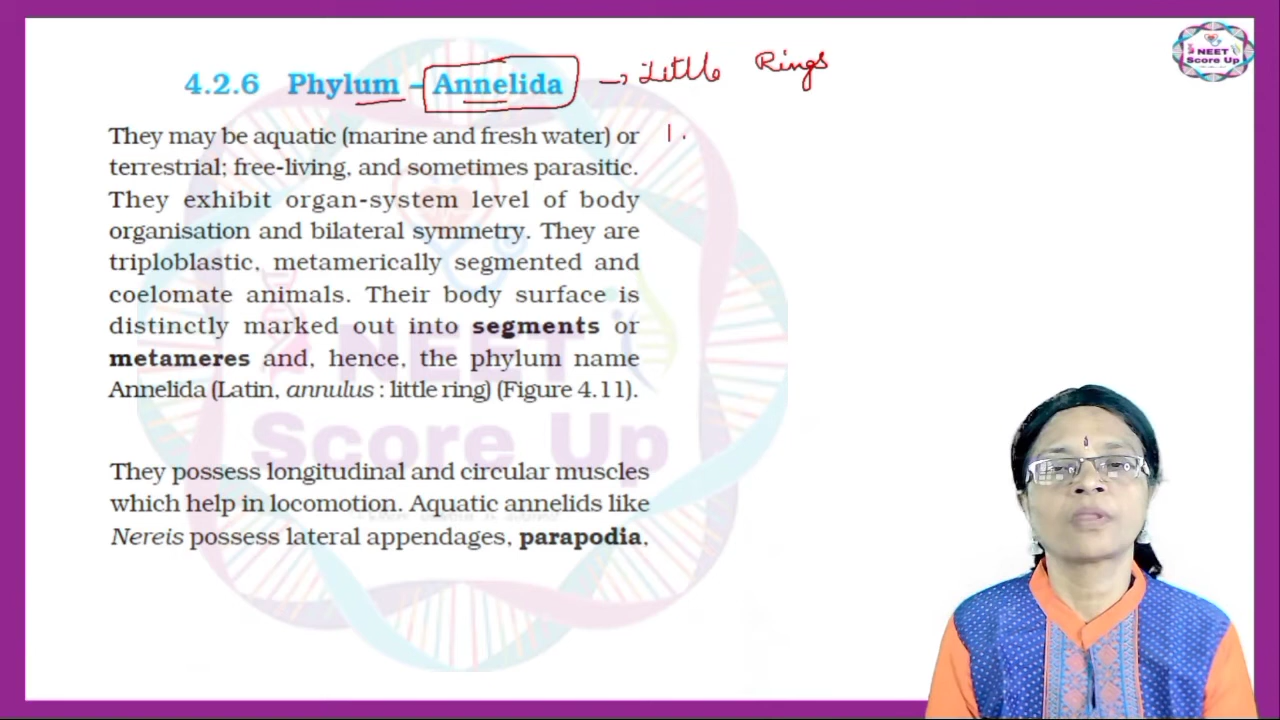 NEET
Score Up
4.2.6 Phylum – Annelida → Little Rings
They may be aquatic (marine and fresh water) or
1.
terrestrial; free-living, and sometimes parasitic.
They exhibit organ-system level of body
organisation and bilateral symmetry. They are
triploblastic, metamerically segmented and
coelomate animals. Their body surface is
distinctly marked out into segments or
metameres and, hence, the phylum name
Annelida (Latin, annulus : little ring) (Figure 4.11).
NEET
Score Up
They possess longitudinal and circular muscles
which help in locomotion. Aquatic annelids like
Nereis possess lateral appendages, parapodia,